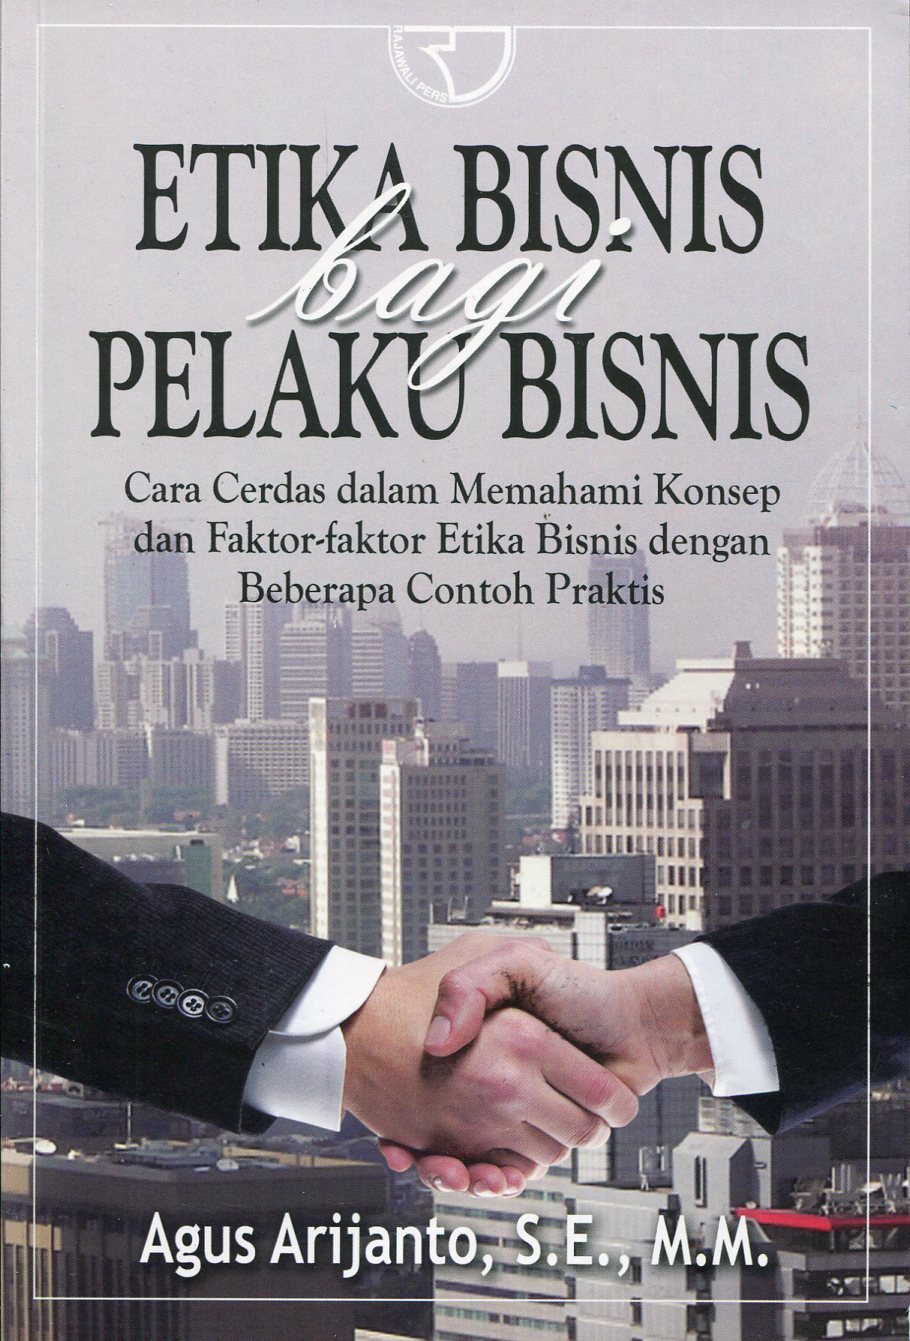 RAJAWALI PERS
ETIKA BISNIS
bagi
PELAKU BISNIS
Cara Cerdas dalam Memahami Konsep
dan Faktor-faktor Etika Bisnis dengan
Beberapa Contoh Praktis
Agus Arijanto, S.E., M.M.